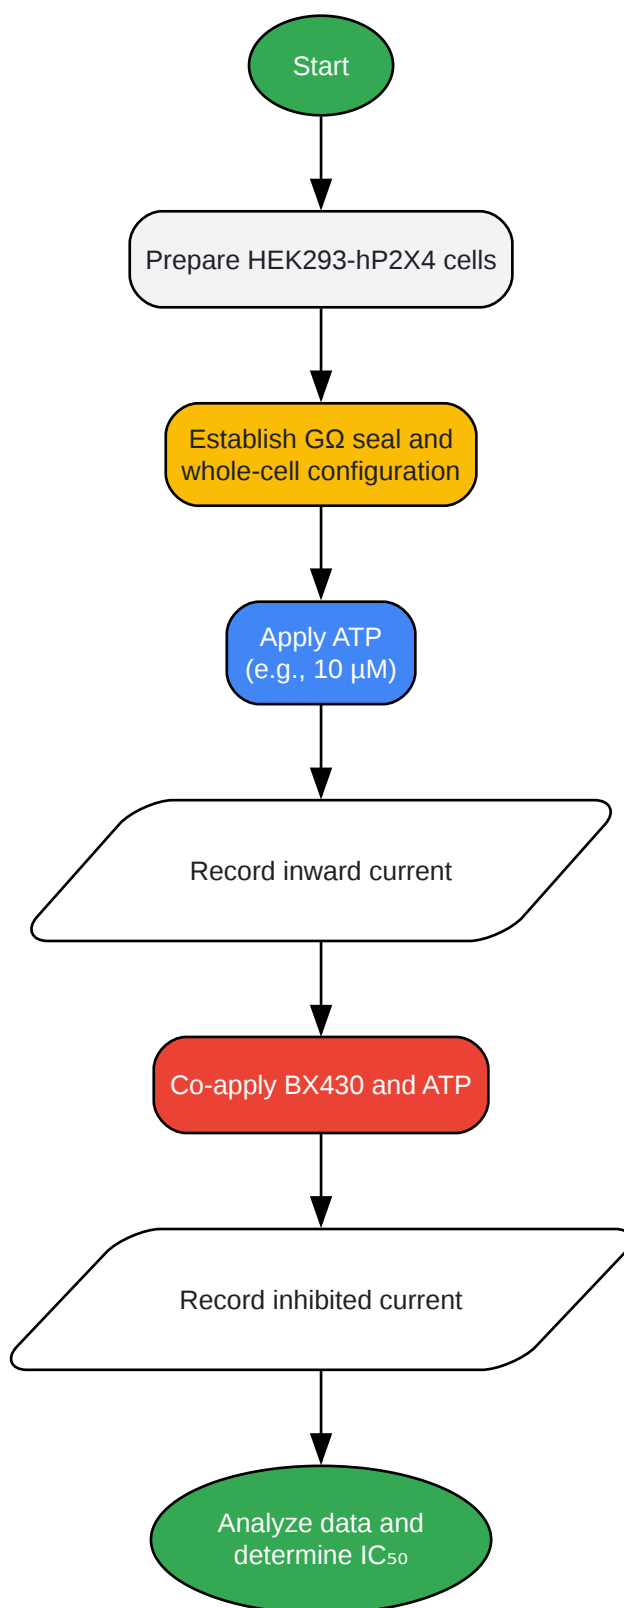 Start
Prepare HEK293-hP2X4 cells
Establish GΩ seal and
whole-cell configuration
Apply ATP
(e.g., 10 µM)
Record inward current
Co-apply BX430 and ATP
Record inhibited current
Analyze data and
determine IC₅₀